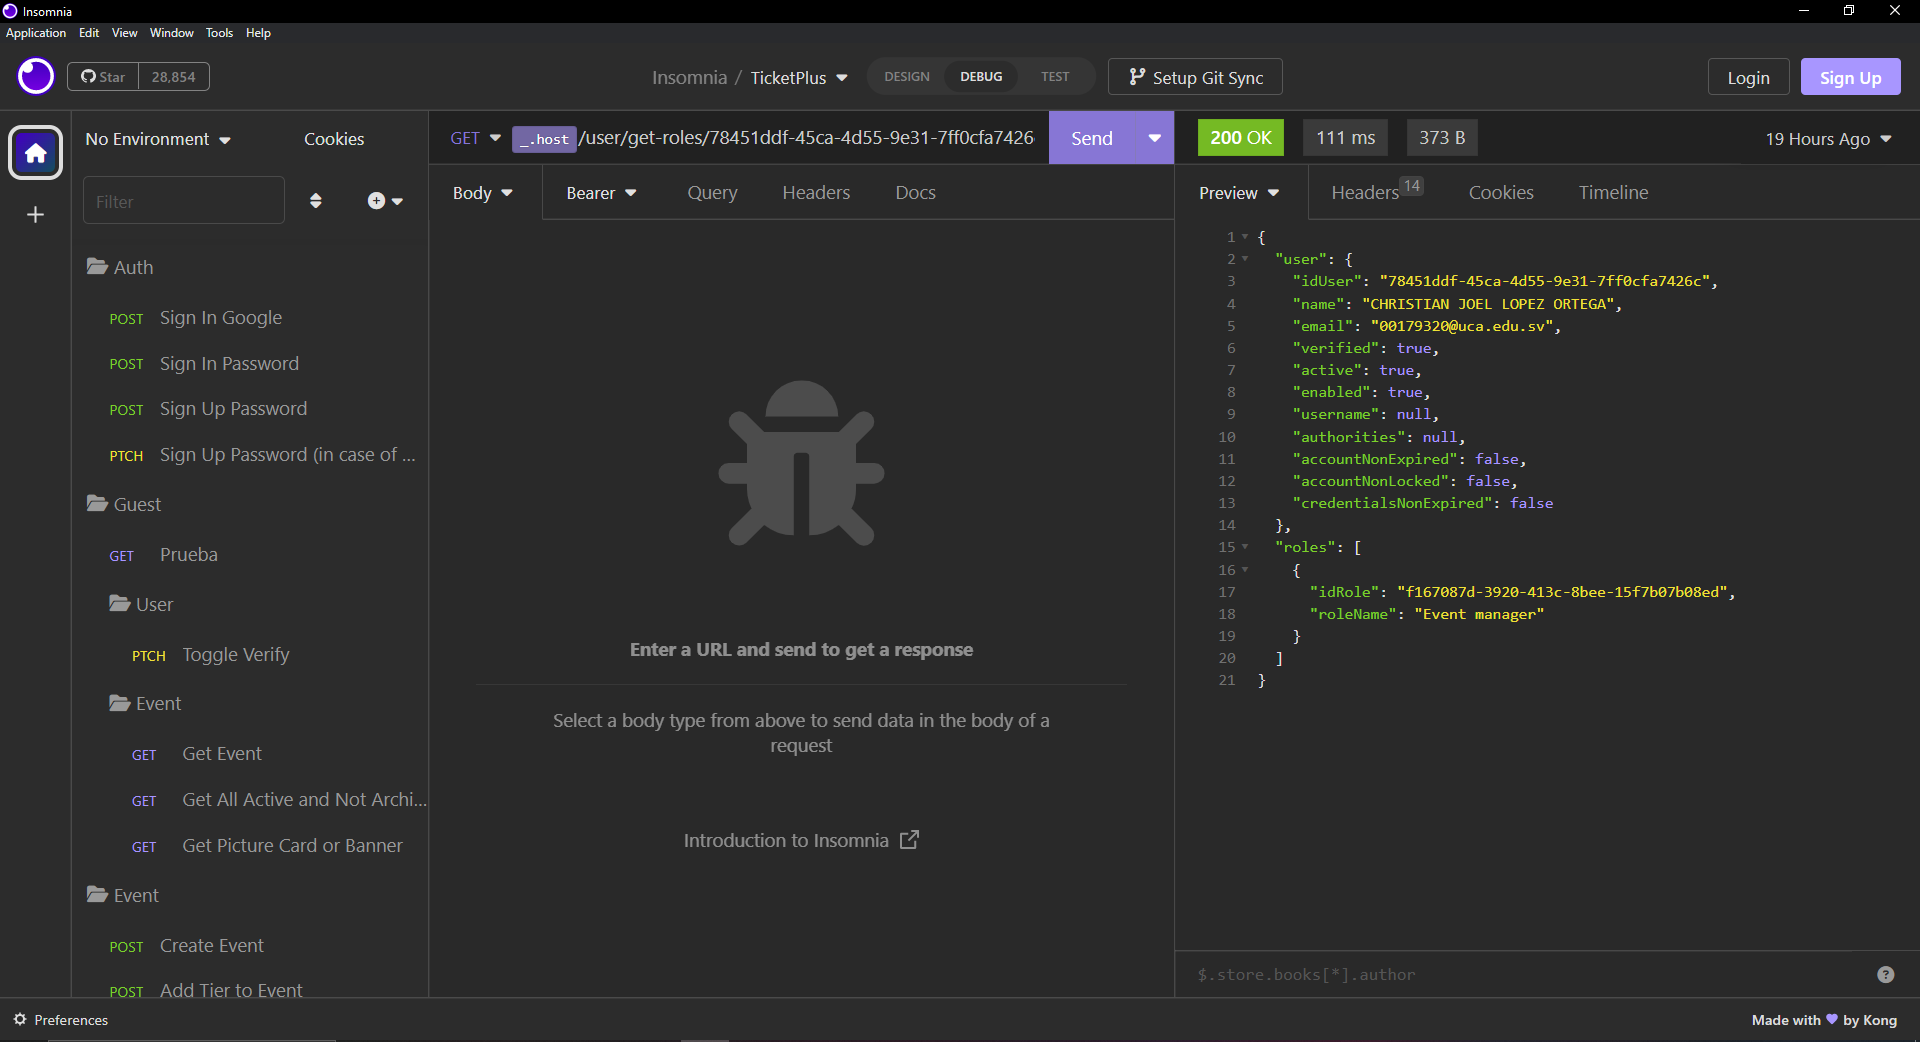 Insomnia
Application Edit View Window Tools Help
Star 28,854
Insomnia / TicketPlus
DESIGN DEBUG TEST
Setup Git Sync
Login
Sign Up
No Environment
Cookies
Filter
Auth
POST Sign In Google
POST Sign In Password
POST Sign Up Password
PTCH Sign Up Password (in case of ...
Guest
GET Prueba
User
PTCH Toggle Verify
Event
GET Get Event
GET Get All Active and Not Archi...
GET Get Picture Card or Banner
Event
POST Create Event
POST Add Tier to Event
GET _.host /user/get-roles/78451ddf-45ca-4d55-9e31-7ff0cfa7426
Send
Body Bearer Query Headers Docs
Enter a URL and send to get a response
Select a body type from above to send data in the body of a
request
Introduction to Insomnia
200 OK 111 ms 373 B
19 Hours Ago
Preview Headers 14 Cookies Timeline
1 {
2 "user": {
3 "idUser": "78451ddf-45ca-4d55-9e31-7ff0cfa7426c",
4 "name": "CHRISTIAN JOEL LOPEZ ORTEGA",
5 "email": "00179320@uca.edu.sv",
6 "verified": true,
7 "active": true,
8 "enabled": true,
9 "username": null,
10 "authorities": null,
11 "accountNonExpired": false,
12 "accountNonLocked": false,
13 "credentialsNonExpired": false
14 },
15 "roles": [
16 {
17 "idRole": "f167087d-3920-413c-8bee-15f7b07b08ed",
18 "roleName": "Event manager"
19 }
20 ]
21 }
$.store.books[*].author
?
Preferences
Made with 💜 by Kong